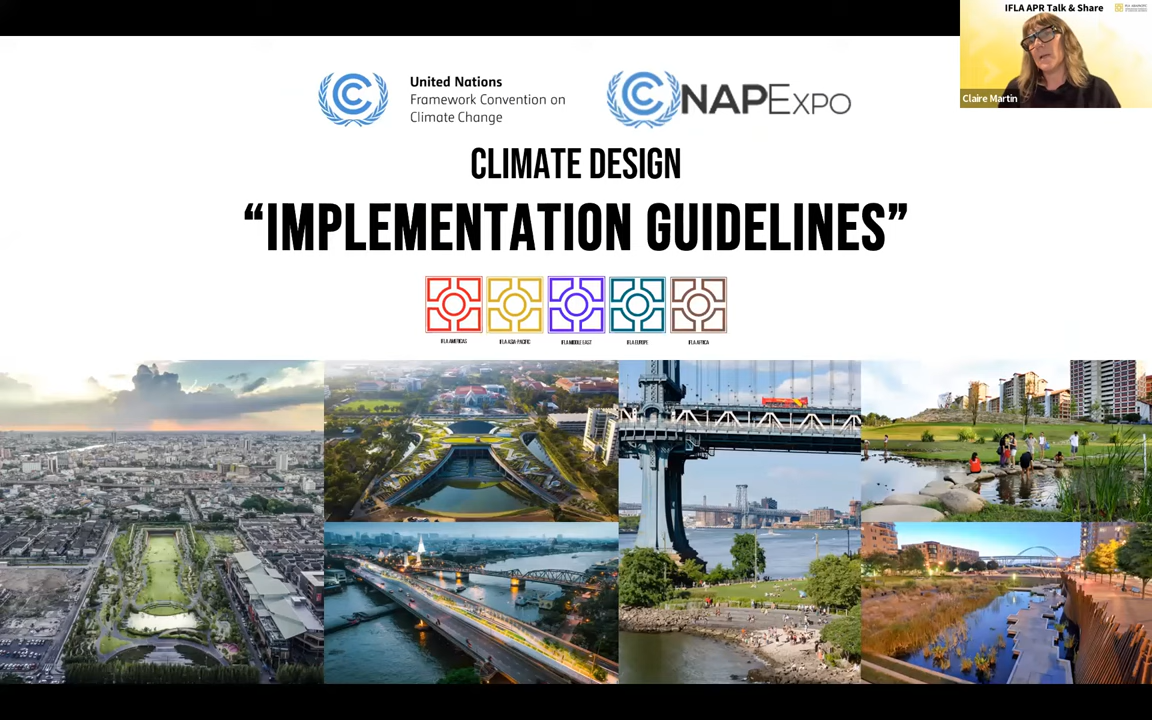 IFLA APR Talk & Share
Claire Martin
United Nations
Framework Convention on
Climate Change
NAPEXPO
CLIMATE DESIGN
“IMPLEMENTATION GUIDELINES”
IFLA AMERICAS
IFLA ASIA-PACIFIC
IFLA MIDDLE EAST
IFLA EUROPE
IFLA AFRICA